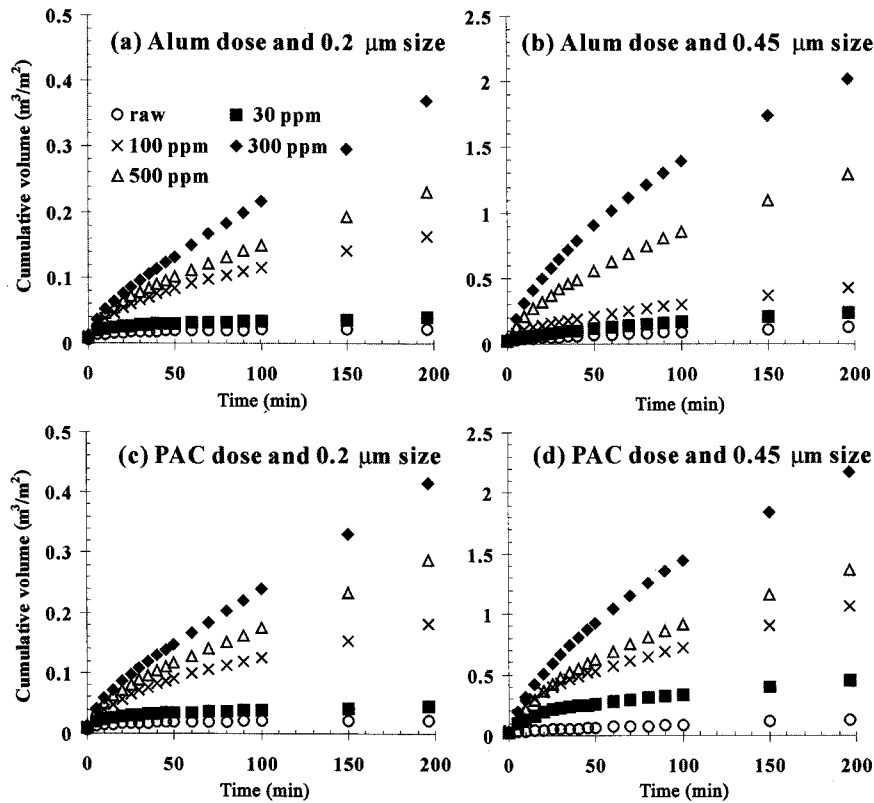 (a) Alum dose and 0.2 μm size
Cumulative volume (m³/m²)
0.5
0.4
0.3
0.2
0.1
0
raw
30 ppm
100 ppm
300 ppm
500 ppm
0 50 100 150 200
Time (min)
(b) Alum dose and 0.45 μm size
2.5
2
1.5
1
0.5
0
0 50 100 150 200
Time (min)
(c) PAC dose and 0.2 μm size
Cumulative volume (m³/m²)
0.5
0.4
0.3
0.2
0.1
0
0 50 100 150 200
Time (min)
(d) PAC dose and 0.45 μm size
2.5
2
1.5
1
0.5
0
0 50 100 150 200
Time (min)